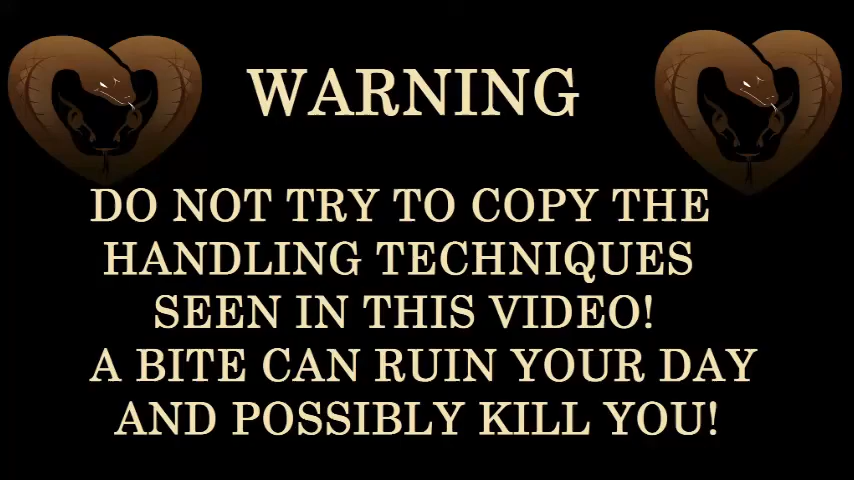 WARNING
DO NOT TRY TO COPY THE
HANDLING TECHNIQUES
SEEN IN THIS VIDEO!
A BITE CAN RUIN YOUR DAY
AND POSSIBLY KILL YOU!